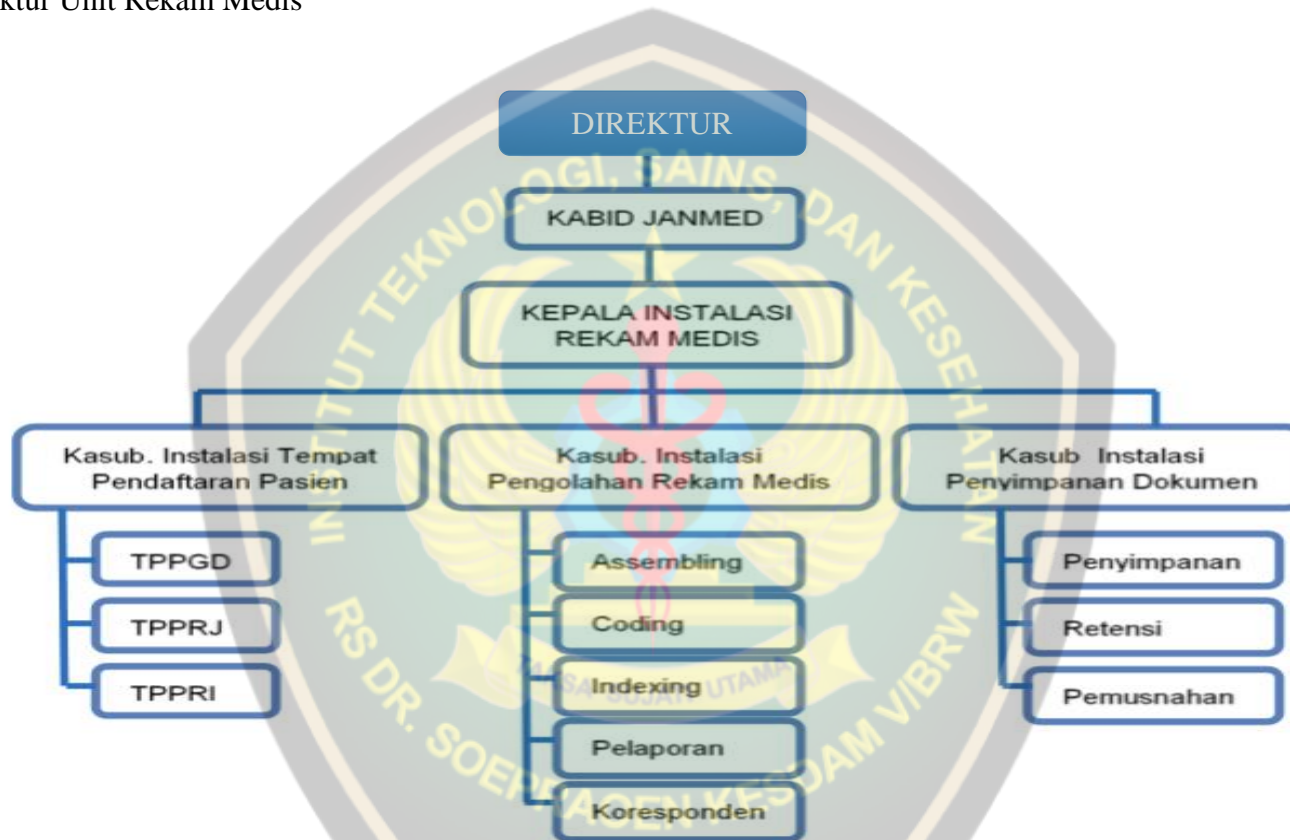 ktur Unit Rekam Medis
DIREKTUR
KABID JANMED
KEPALA INSTALASI
REKAM MEDIS
Kasub. Instalasi Tempat
Pendaftaran Pasien
TPPGD
TPPRJ
TPPRI
Kasub. Instalasi
Pengolahan Rekam Medis
Assembling
Coding
Indexing
Pelaporan
Koresponden
Kasub Instalasi
Penyimpanan Dokumen
Penyimpanan
Retensi
Pemusnahan
INSTITUT TEKNOLOGI, SAINS, DAN KESEHATAN
RS DR. SOEPRAOEN KESDAM V/BRW
UTAMA